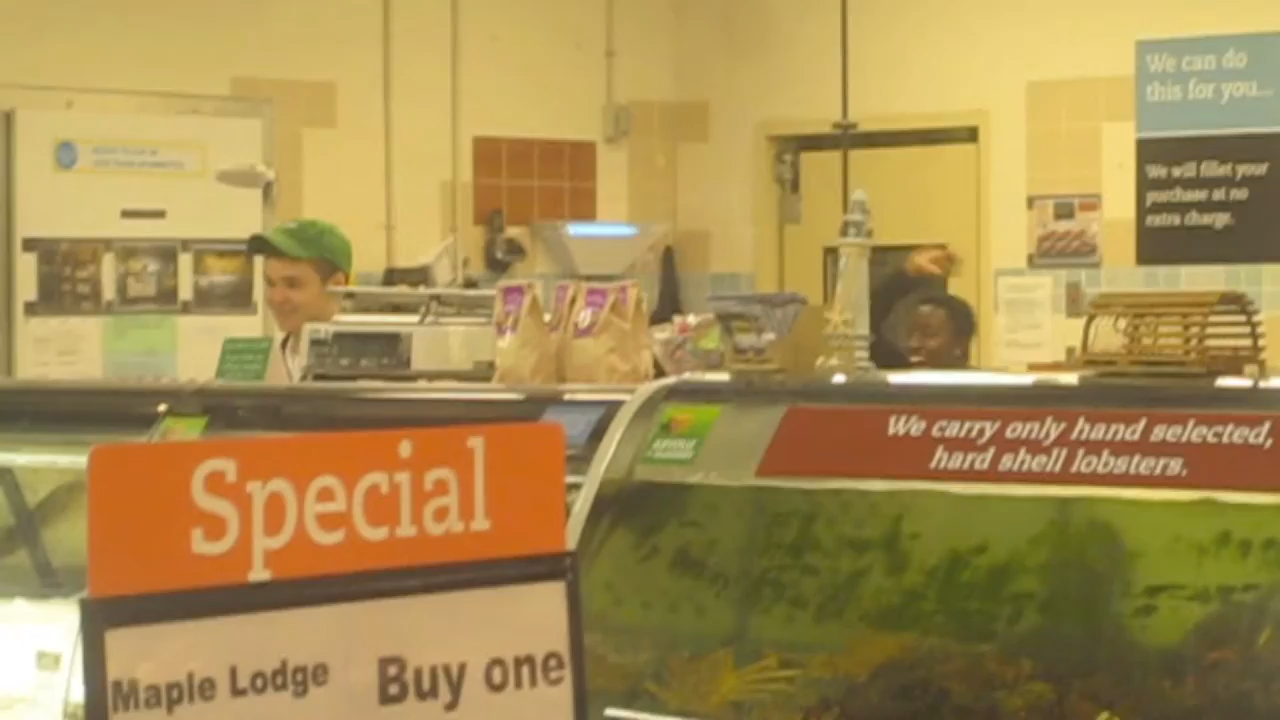 We can do
this for you...
We will fillet your
purchase at no
extra charge.
We carry only hand selected,
hard shell lobsters.
Special
Maple Lodge
Buy one